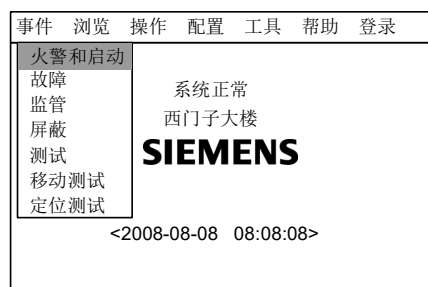 事件 浏览 操作 配置 工具 帮助 登录
火警和启动
故障
监管
屏蔽
测试
移动测试
定位测试
系统正常
西门子大楼
SIEMENS
<2008-08-08 08:08:08>